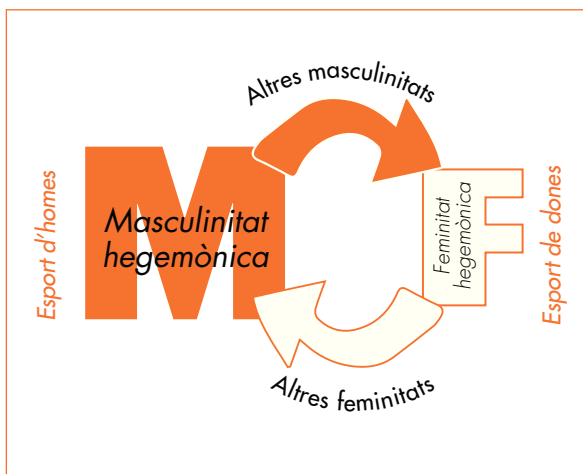 Altres masculinitats
Esport d'homes
M
Masculinitat
hegemònica
F
Feminitat
hegemònica
Esport de dones
Altres feminitats